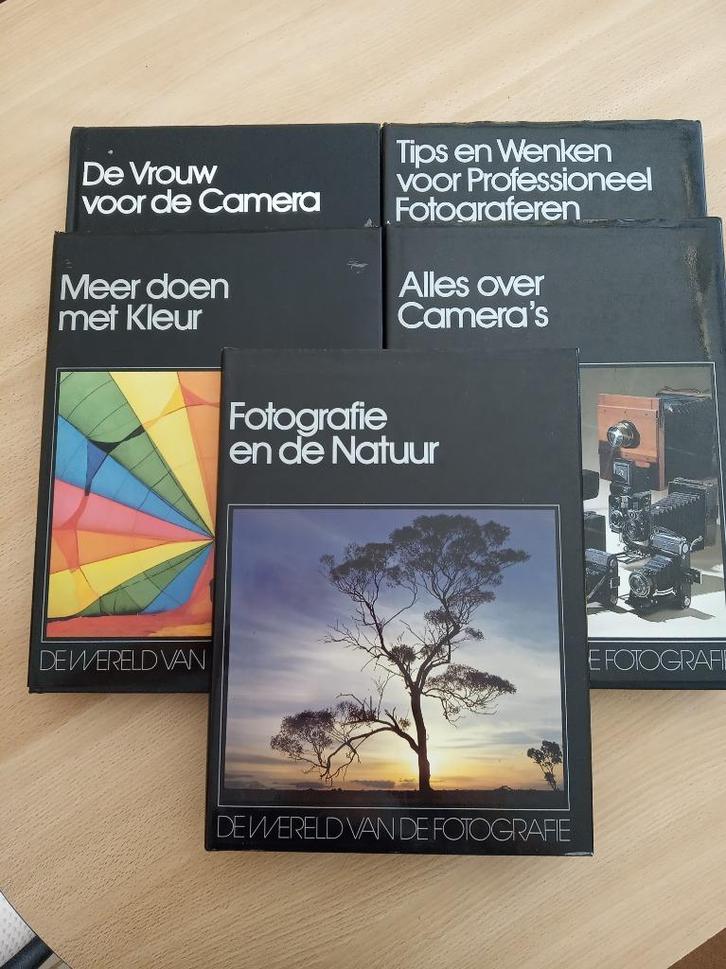 De Vrouw
voor de Camera
Tips en Wenken
voor Professioneel
Fotograferen
Meer doen
met Kleur
DE WERELD VAN
Alles over
Camera's
E FOTOGRAFIE
Fotografie
en de Natuur
DE WERELD VAN DE FOTOGRAFIE